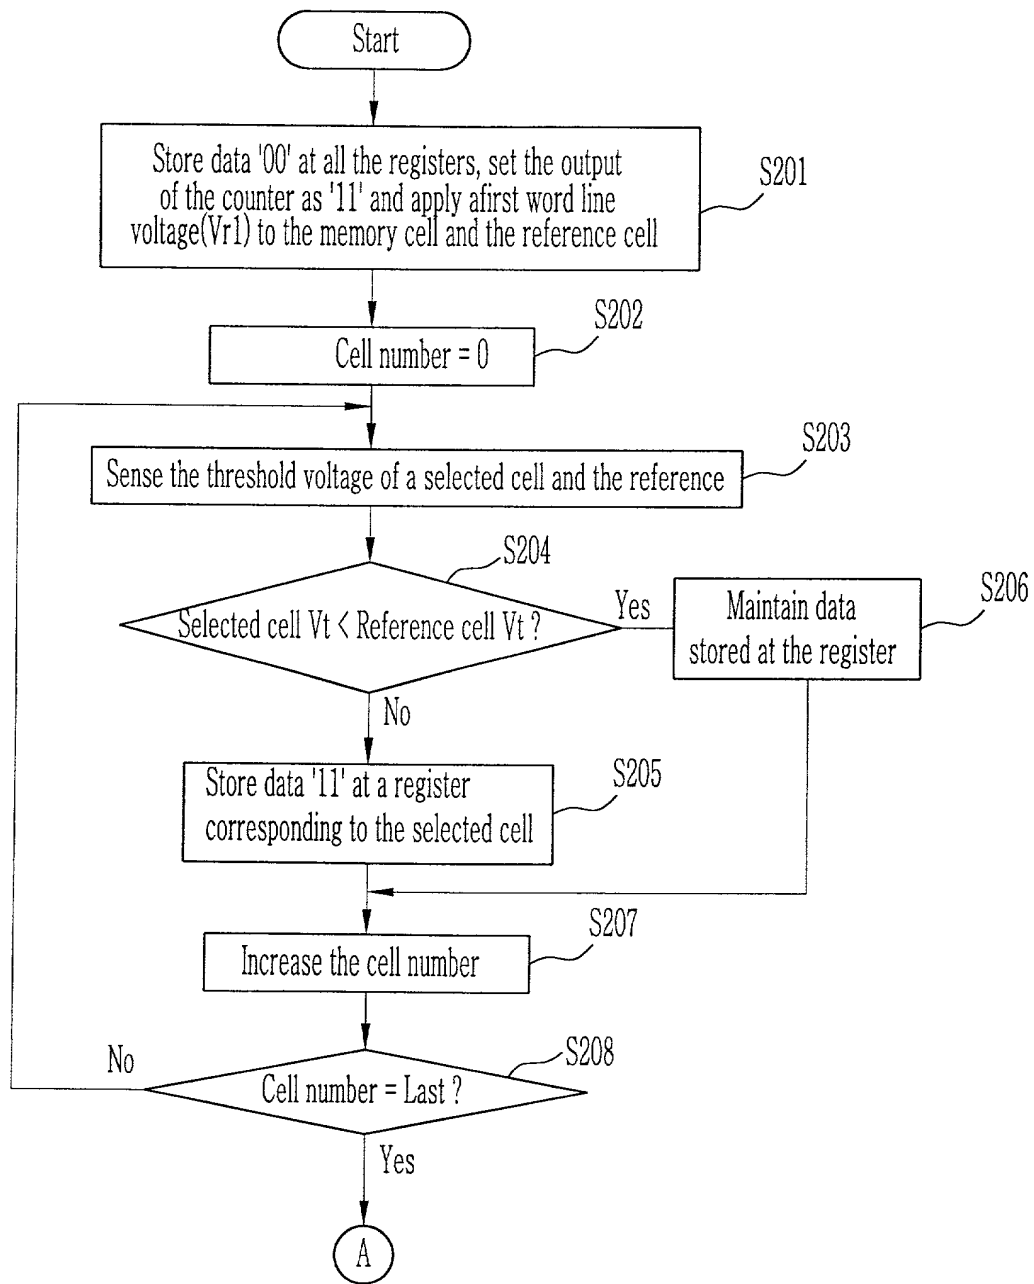 Start
Store data '00' at all the registers, set the output
of the counter as '11' and apply afirst word line
voltage(Vr1) to the memory cell and the reference cell
S201
Cell number = 0
S202
Sense the threshold voltage of a selected cell and the reference
S203
Selected cell Vt < Reference cell Vt ?
S204
Yes
Maintain data
stored at the register
S206
No
Store data '11' at a register
corresponding to the selected cell
S205
Increase the cell number
S207
No
Cell number = Last ?
S208
Yes
A